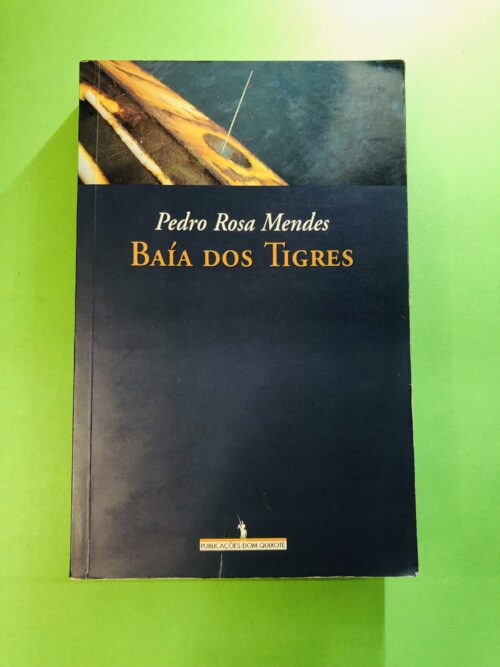 Pedro Rosa Mendes
BAÍA DOS TIGRES
PUBLICAÇÕES DOM QUIXOTE